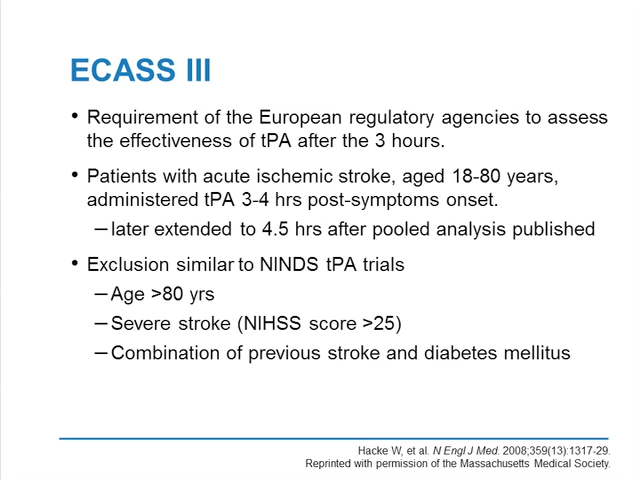 ECASS III
• Requirement of the European regulatory agencies to assess
the effectiveness of tPA after the 3 hours.
• Patients with acute ischemic stroke, aged 18-80 years,
administered tPA 3-4 hrs post-symptoms onset.
–later extended to 4.5 hrs after pooled analysis published
• Exclusion similar to NINDS tPA trials
–Age >80 yrs
–Severe stroke (NIHSS score >25)
–Combination of previous stroke and diabetes mellitus
Hacke W, et al. N Engl J Med. 2008;359(13):1317-29.
Reprinted with permission of the Massachusetts Medical Society.